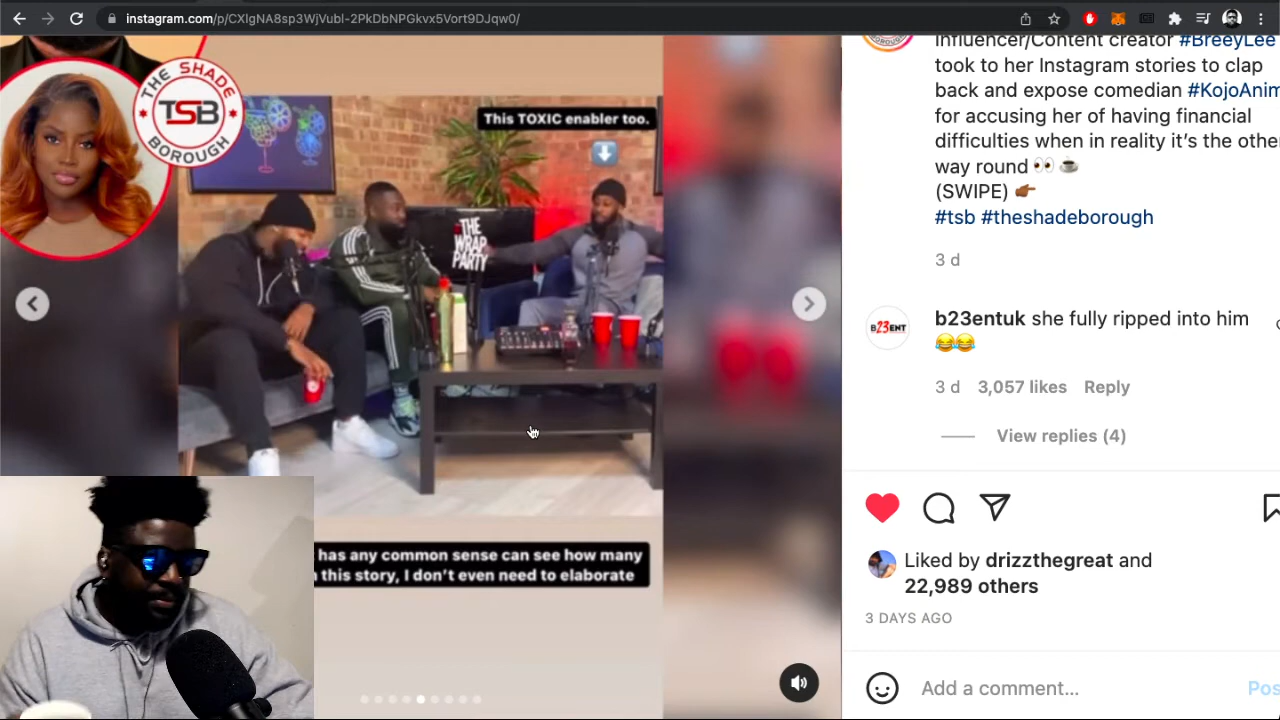 instagram.com/p/CXIgNA8sp3WjVubl-2PkDbNPGkvx5Vort9DJqw0/
THE SHADE
TSB
BOROUGH
This TOXIC enabler too.
THE
WRAP
PARTY
has any common sense can see how many
this story, I don't even need to elaborate
BOROUGH
Influencer/Content creator #BreeyLee
took to her Instagram stories to clap
back and expose comedian #KojoAnim
for accusing her of having financial
difficulties when in reality it's the othe
way round 👀 ☕
(SWIPE) 👉🏾
#tsb #theshadeborough
3 d
B23ENT
b23entuk she fully ripped into him
😂😂
3 d 3,057 likes Reply
View replies (4)
Liked by drizzthegreat and
22,989 others
3 DAYS AGO
Add a comment...
Pos